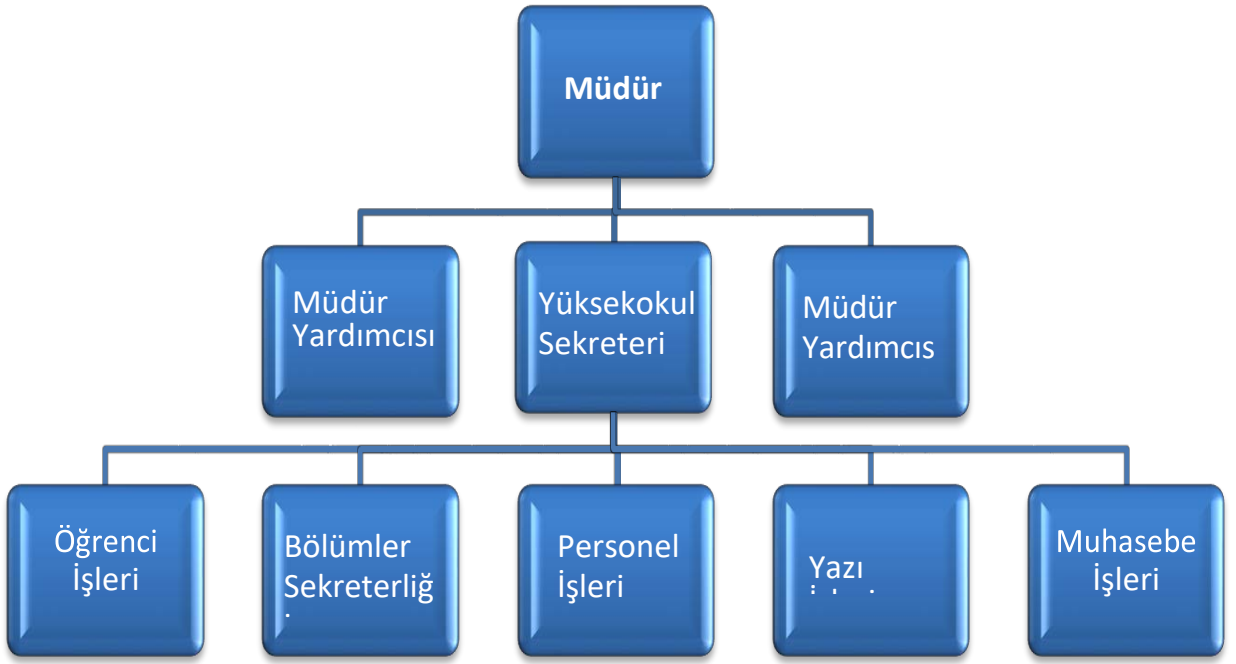 Müdür
Müdür
Yardımcısı
Yüksekokul
Sekreteri
Müdür
Yardımcıs
Öğrenci
İşleri
Bölümler
Sekreterliğ
Personel
İşleri
Yazı
Muhasebe
İşleri